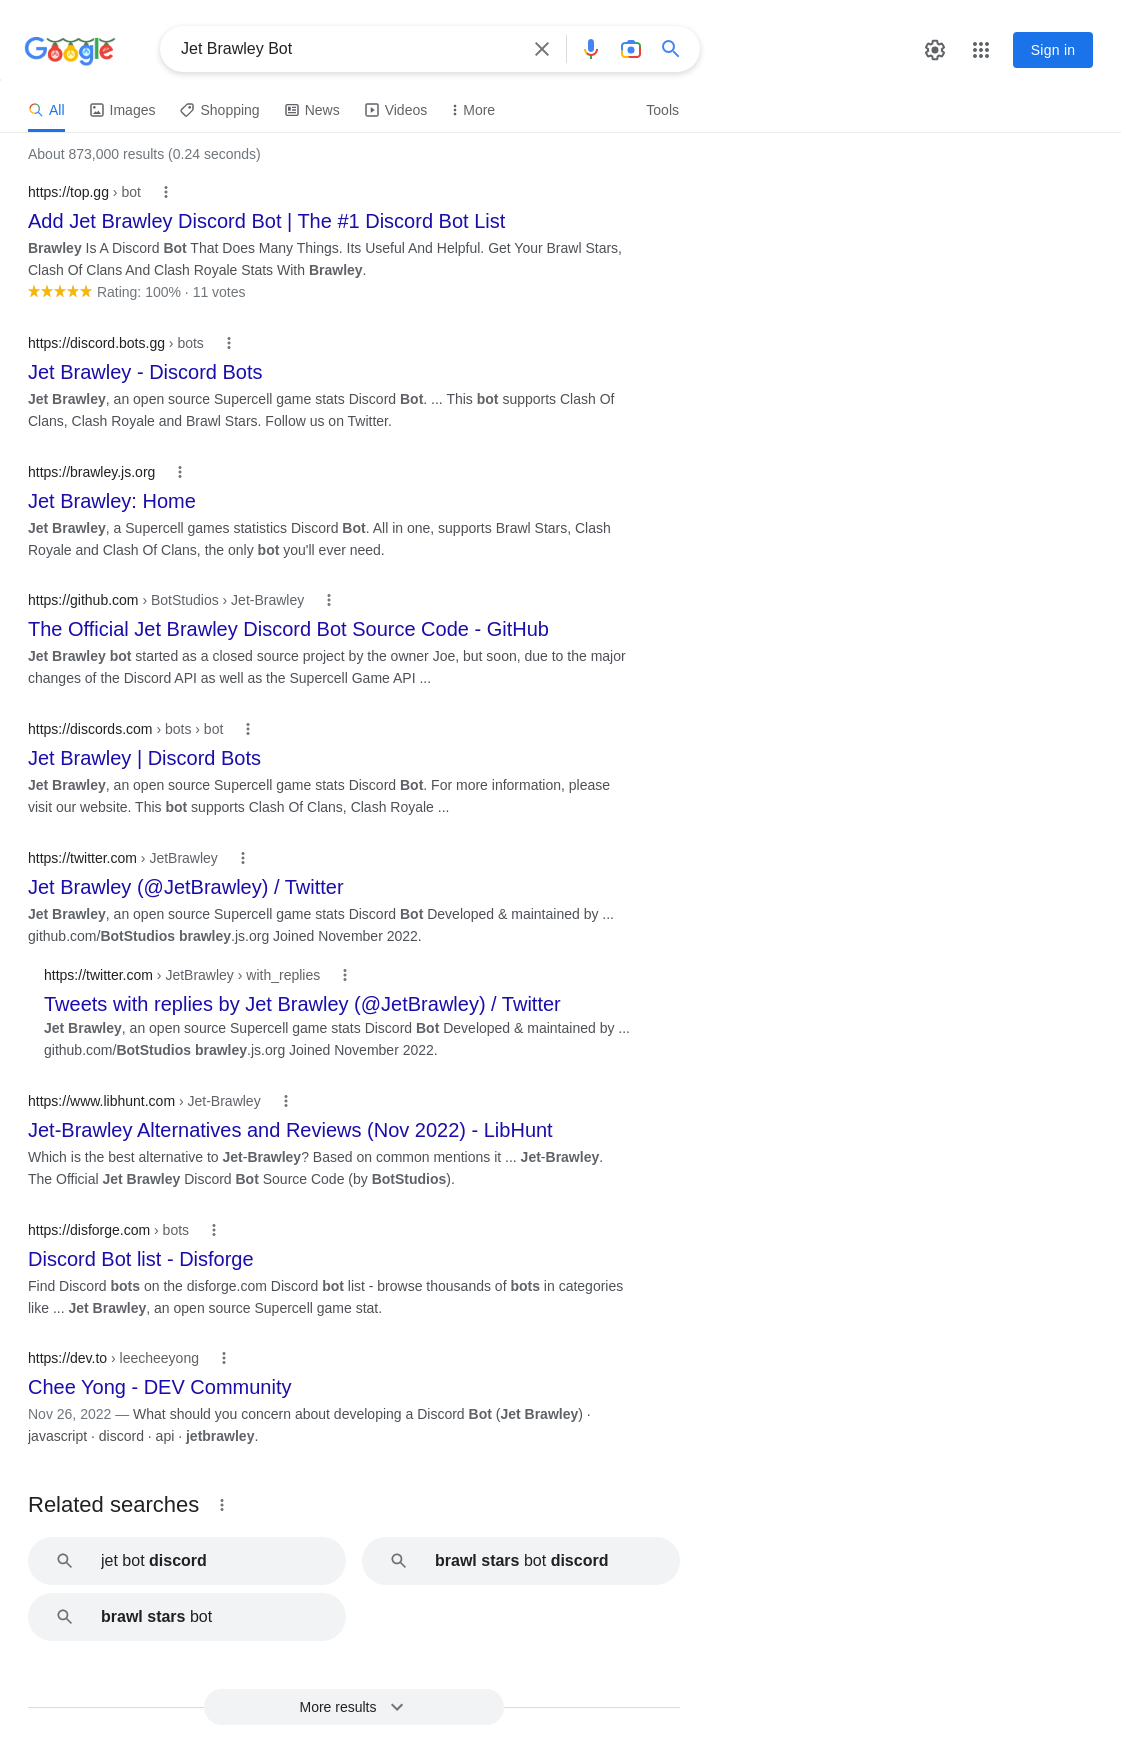 Google
Jet Brawley Bot
Sign in
All Images Shopping News Videos More Tools
About 873,000 results (0.24 seconds)
https://top.gg › bot
Add Jet Brawley Discord Bot | The #1 Discord Bot List
Brawley Is A Discord Bot That Does Many Things. Its Useful And Helpful. Get Your Brawl Stars,
Clash Of Clans And Clash Royale Stats With Brawley.
Rating: 100% · 11 votes
https://discord.bots.gg › bots
Jet Brawley - Discord Bots
Jet Brawley, an open source Supercell game stats Discord Bot. ... This bot supports Clash Of
Clans, Clash Royale and Brawl Stars. Follow us on Twitter.
https://brawley.js.org
Jet Brawley: Home
Jet Brawley, a Supercell games statistics Discord Bot. All in one, supports Brawl Stars, Clash
Royale and Clash Of Clans, the only bot you'll ever need.
https://github.com › BotStudios › Jet-Brawley
The Official Jet Brawley Discord Bot Source Code - GitHub
Jet Brawley bot started as a closed source project by the owner Joe, but soon, due to the major
changes of the Discord API as well as the Supercell Game API ...
https://discords.com › bots › bot
Jet Brawley | Discord Bots
Jet Brawley, an open source Supercell game stats Discord Bot. For more information, please
visit our website. This bot supports Clash Of Clans, Clash Royale ...
https://twitter.com › JetBrawley
Jet Brawley (@JetBrawley) / Twitter
Jet Brawley, an open source Supercell game stats Discord Bot Developed & maintained by ...
github.com/BotStudios brawley.js.org Joined November 2022.
https://twitter.com › JetBrawley › with_replies
Tweets with replies by Jet Brawley (@JetBrawley) / Twitter
Jet Brawley, an open source Supercell game stats Discord Bot Developed & maintained by ...
github.com/BotStudios brawley.js.org Joined November 2022.
https://www.libhunt.com › Jet-Brawley
Jet-Brawley Alternatives and Reviews (Nov 2022) - LibHunt
Which is the best alternative to Jet-Brawley? Based on common mentions it ... Jet-Brawley.
The Official Jet Brawley Discord Bot Source Code (by BotStudios).
https://disforge.com › bots
Discord Bot list - Disforge
Find Discord bots on the disforge.com Discord bot list - browse thousands of bots in categories
like ... Jet Brawley, an open source Supercell game stat.
https://dev.to › leecheeyong
Chee Yong - DEV Community
Nov 26, 2022 — What should you concern about developing a Discord Bot (Jet Brawley) ·
javascript · discord · api · jetbrawley.
Related searches
jet bot discord
brawl stars bot discord
brawl stars bot
More results